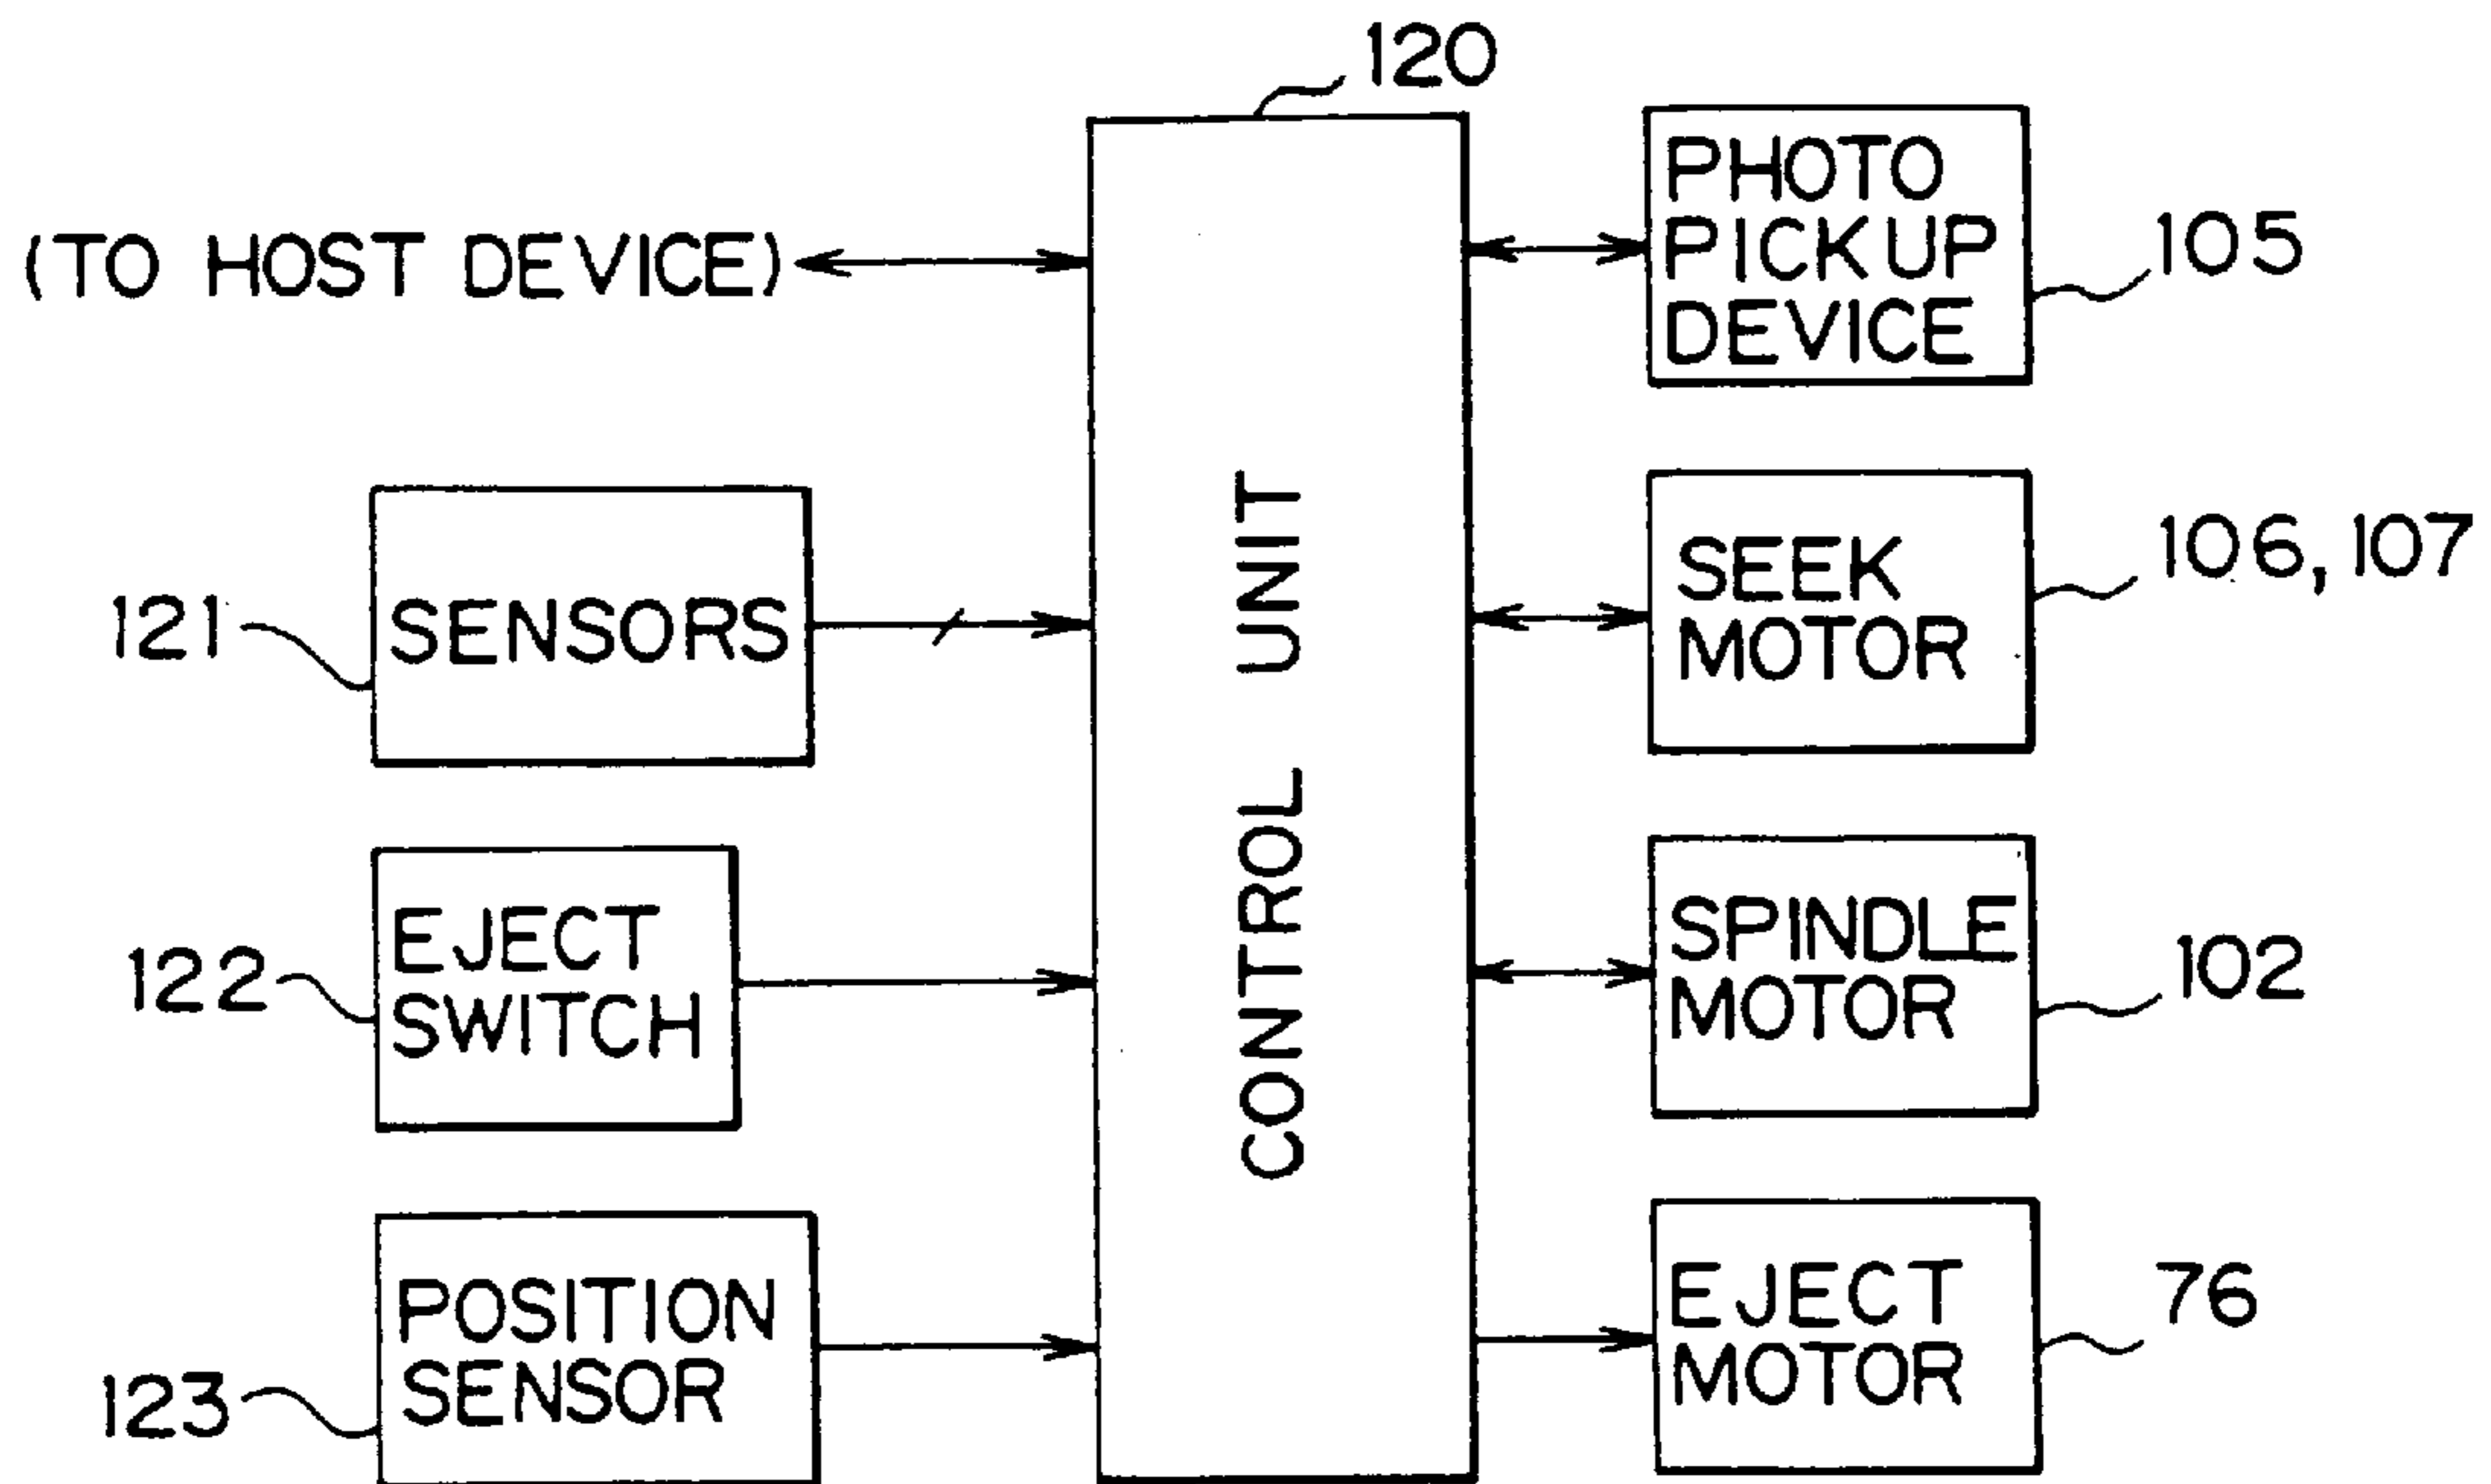 120
(TO HOST DEVICE)
PHOTO
PICKUP
DEVICE
105
121
SENSORS
CONTROL UNIT
SEEK
MOTOR
106, 107
122
EJECT
SWITCH
SPINDLE
MOTOR
102
123
POSITION
SENSOR
EJECT
MOTOR
76